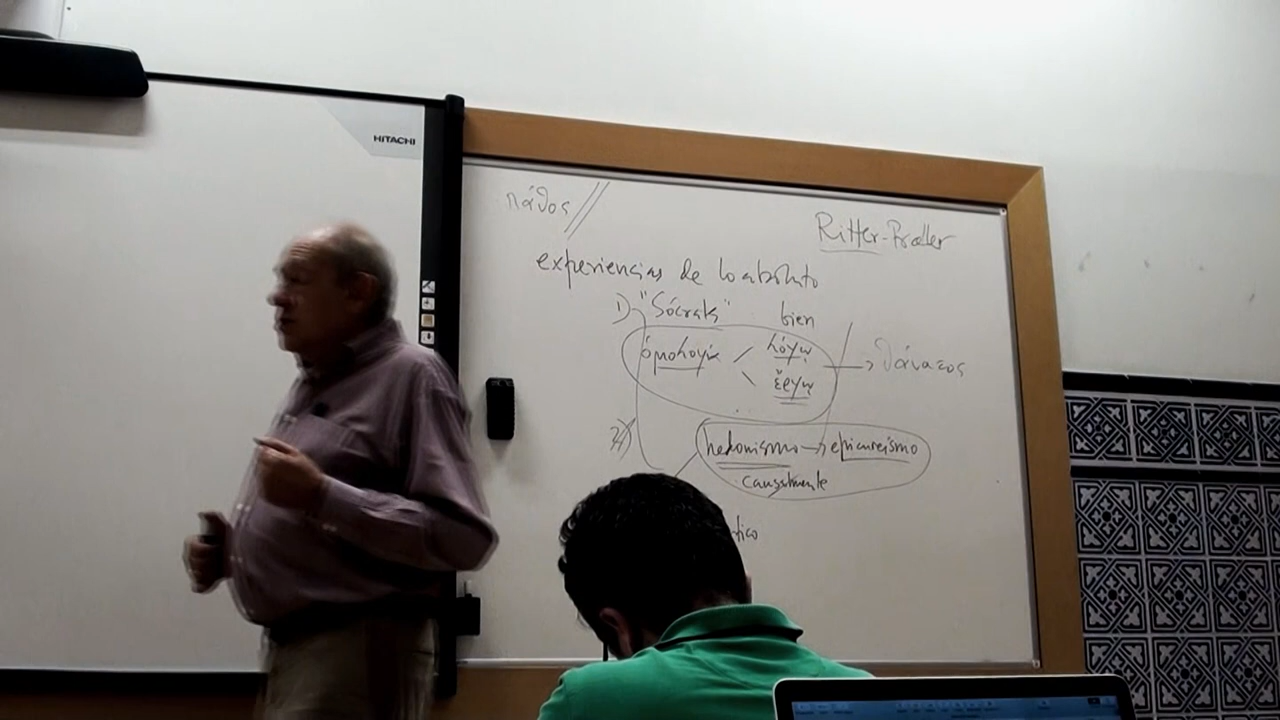 HITACHI
πάθος
Ritter-Preller
experiencias de lo absoluto
1) "Sócrates" bien
ὁμολογία λόγῳ
ἔργῳ → θάνατος
2)
hedonismo → epicureísmo
causalmente
tico